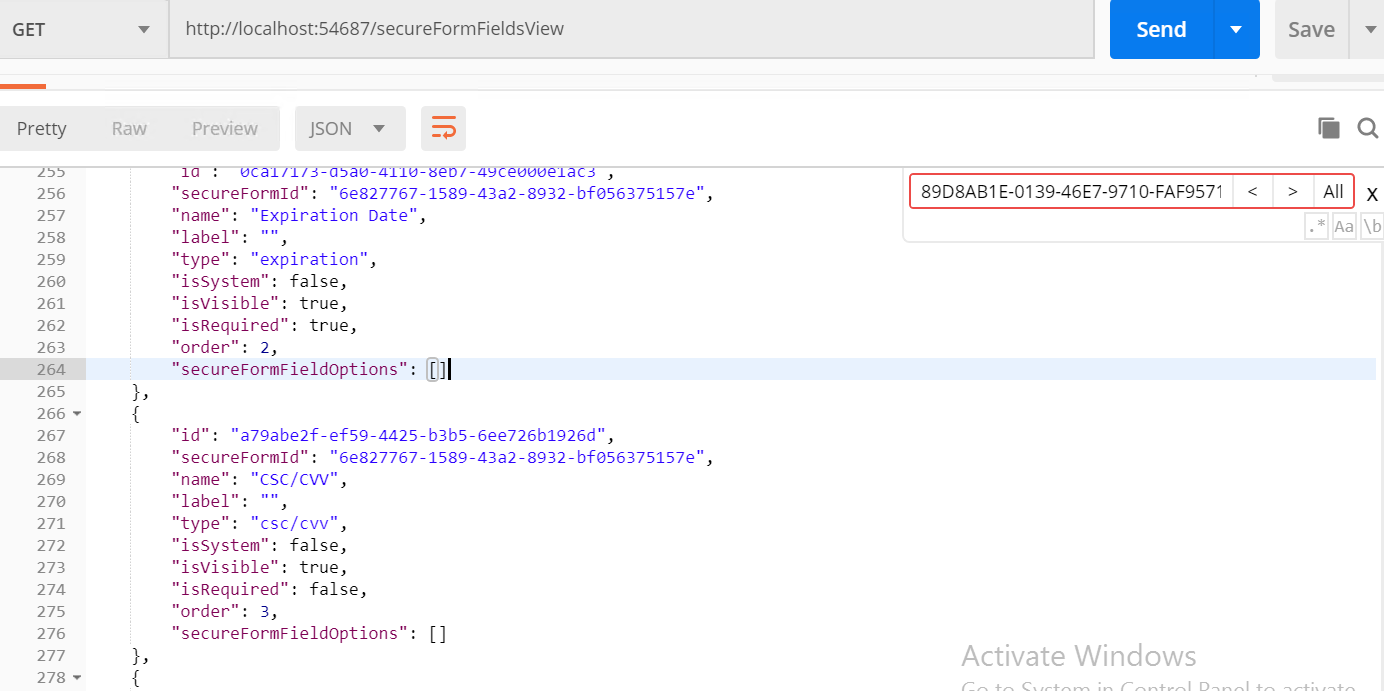 GET
http://localhost:54687/secureFormFieldsView
Send
Save
Pretty
Raw
Preview
JSON
89D8AB1E-0139-46E7-9710-FAF9571
<
>
All
X
.*
Aa
\b
255 "id": "0ca17173-d5a0-4110-8eb7-49ce000e1ac3",
256 "secureFormId": "6e827767-1589-43a2-8932-bf056375157e",
257 "name": "Expiration Date",
258 "label": "",
259 "type": "expiration",
260 "isSystem": false,
261 "isVisible": true,
262 "isRequired": true,
263 "order": 2,
264 "secureFormFieldOptions": []
265 },
266 {
267 "id": "a79abe2f-ef59-4425-b3b5-6ee726b1926d",
268 "secureFormId": "6e827767-1589-43a2-8932-bf056375157e",
269 "name": "CSC/CVV",
270 "label": "",
271 "type": "csc/cvv",
272 "isSystem": false,
273 "isVisible": true,
274 "isRequired": false,
275 "order": 3,
276 "secureFormFieldOptions": []
277 },
278 {
Activate Windows
Go to System in Control Panel to activate